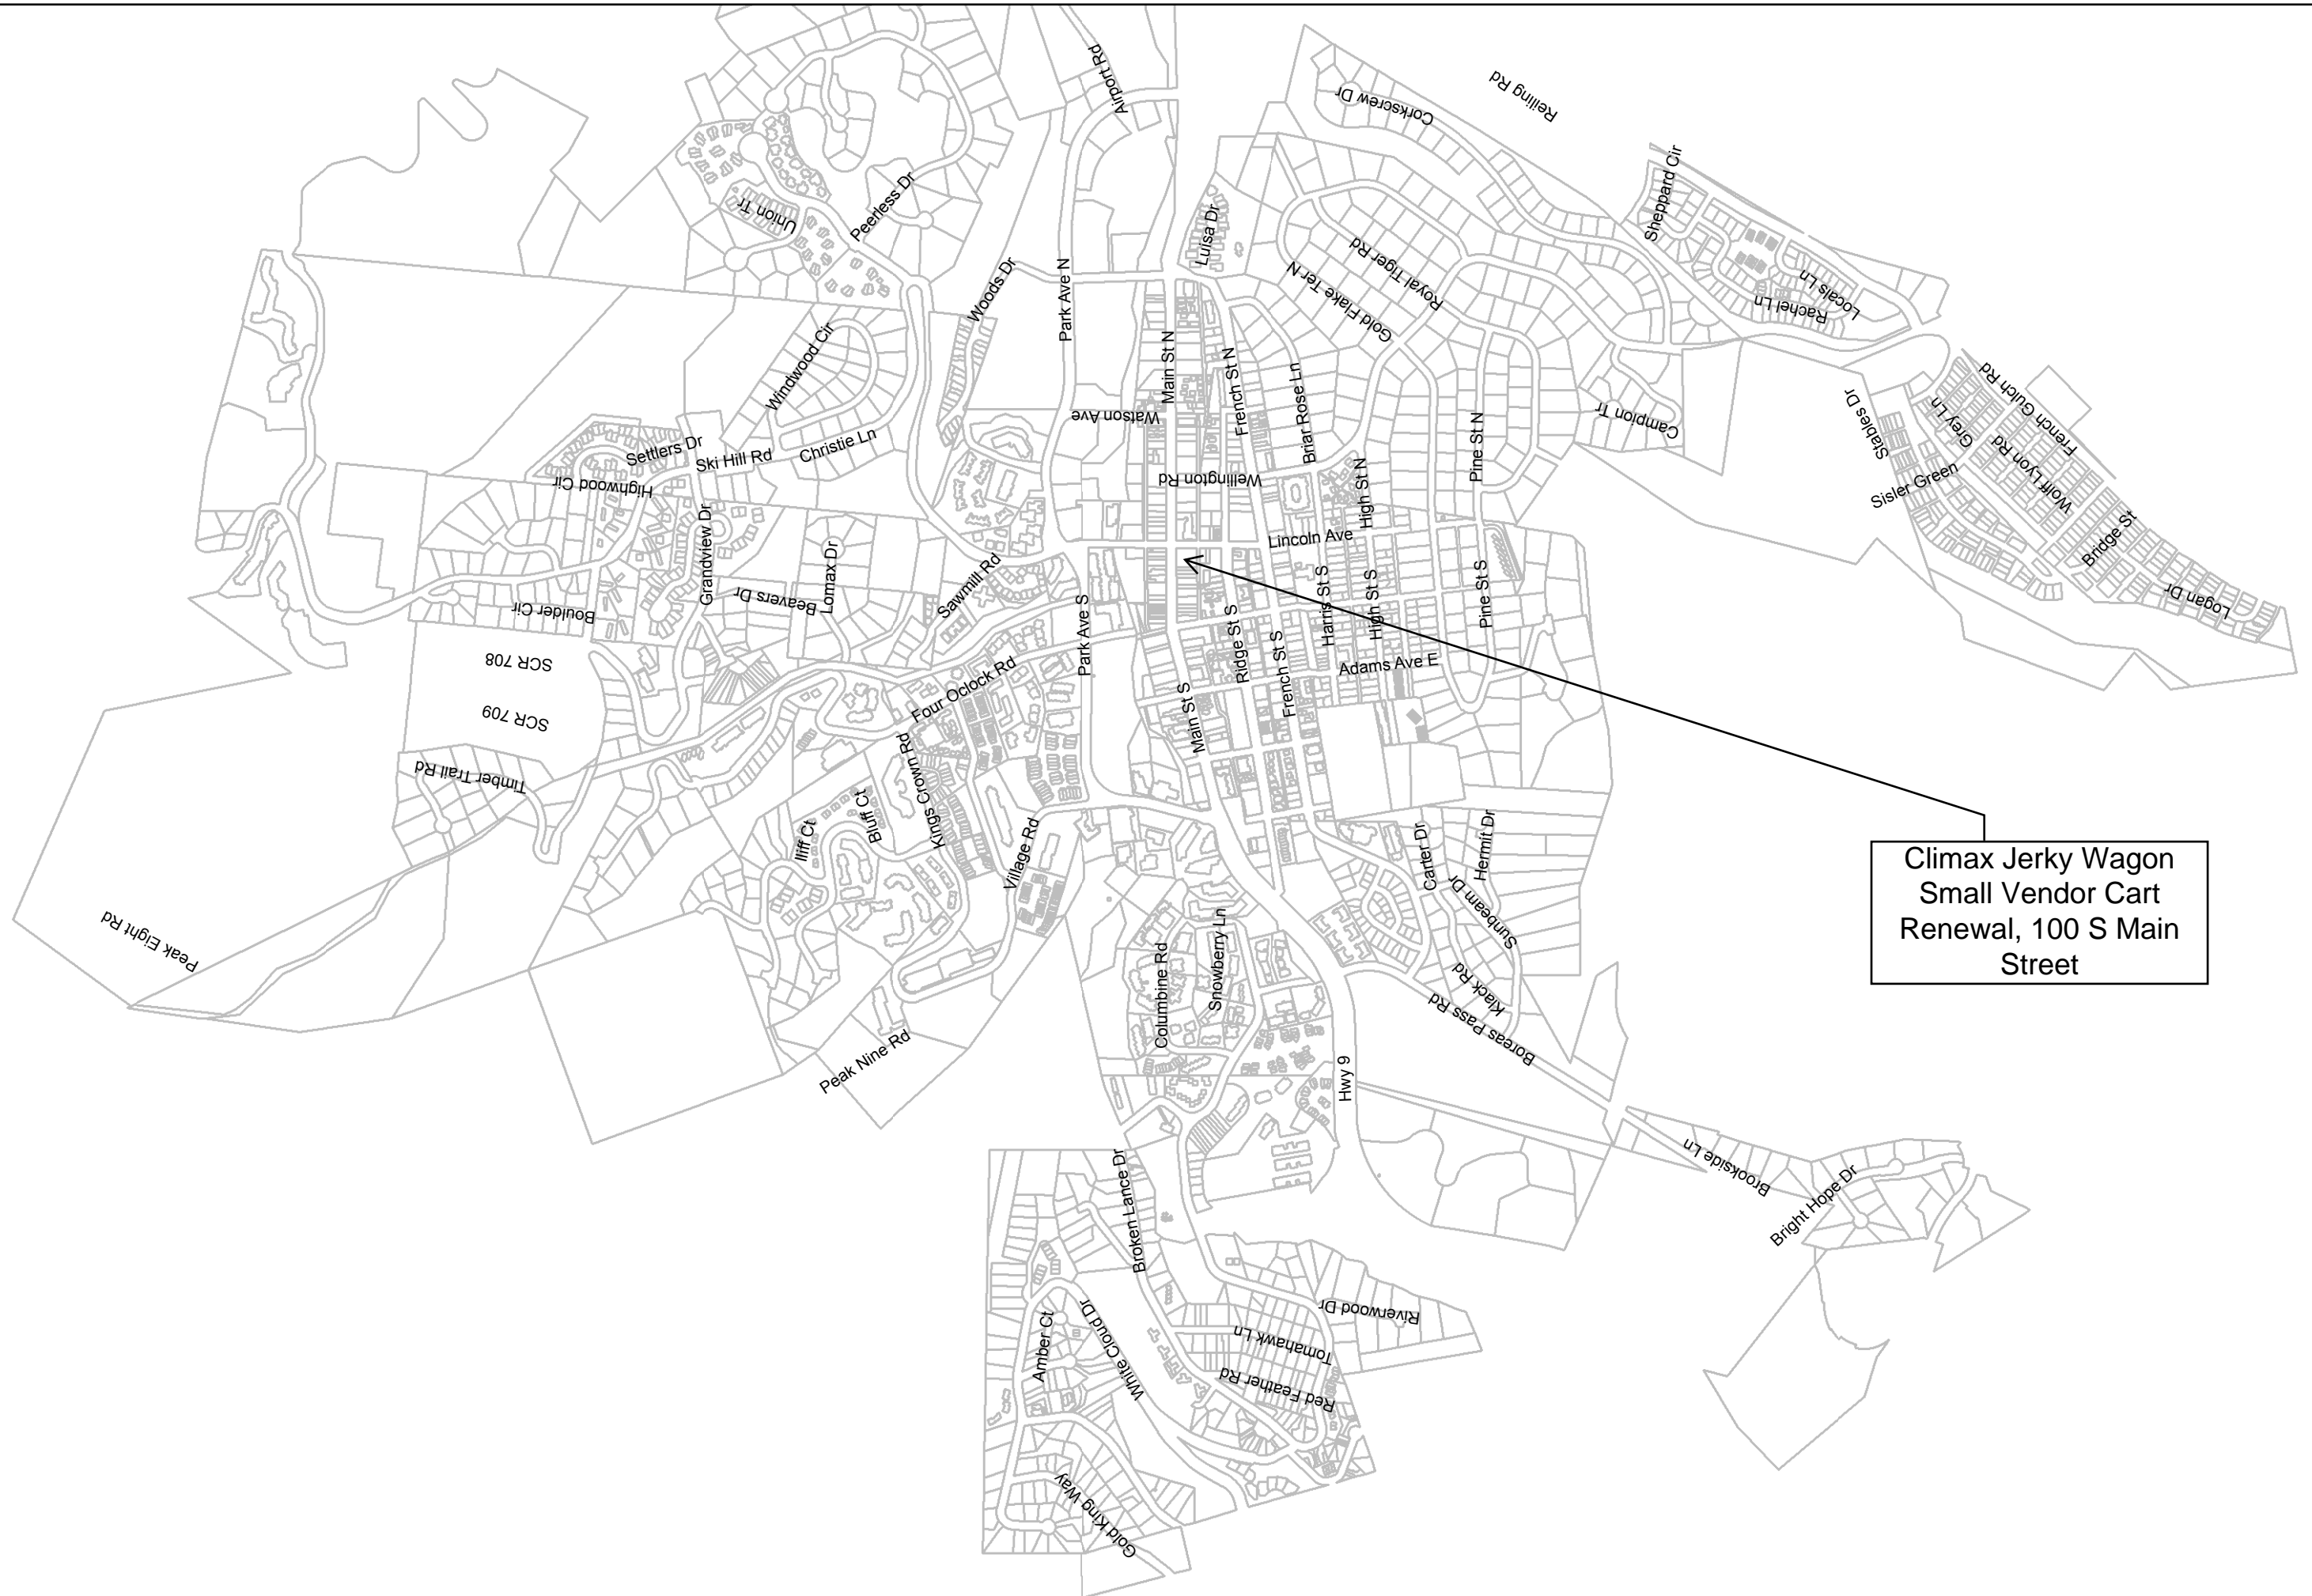 Airport Rd
Reiling Rd
Corkscrew Dr
Sheppard Cir
Union Tr
Peerless Dr
Luisa Dr
Royal Tiger Rd
Woods Dr
Park Ave N
Gold Flake Ter N
Locals Ln
Rachel Ln
Windwood Cir
Main St N
French St N
Briar Rose Ln
French Gulch Rd
Watson Ave
Campion Tr
Stables Dr
Grey Ln
Settlers Dr
Ski Hill Rd
Christie Ln
Pine St N
Wolff Lyon Rd
Highwood Cir
Wellington Rd
High St N
Sisler Green
Grandview Dr
Lincoln Ave
Bridge St
Lomax Dr
Sawmill Rd
Boulder Cir
Beavers Dr
Harris St S
High St S
Pine St S
Logan Dr
Park Ave S
Ridge St S
SCR 708
Four Oclock Rd
French St S
Adams Ave E
SCR 709
Main St S
Timber Trail Rd
Kings Crown Rd
Iliff Ct
Bluff Ct
Village Rd
Carter Dr
Hermit Dr
Climax Jerky Wagon
Small Vendor Cart
Renewal, 100 S Main
Street
Sunbeam Dr
Peak Eight Rd
Columbine Rd
Snowberry Ln
Klack Rd
Boreas Pass Rd
Peak Nine Rd
Hwy 9
Brookside Ln
Bright Hope Dr
Broken Lance Dr
Riverwood Dr
Amber Ct
White Cloud Dr
Tomahawk Ln
Red Feather Rd
Gold King Way